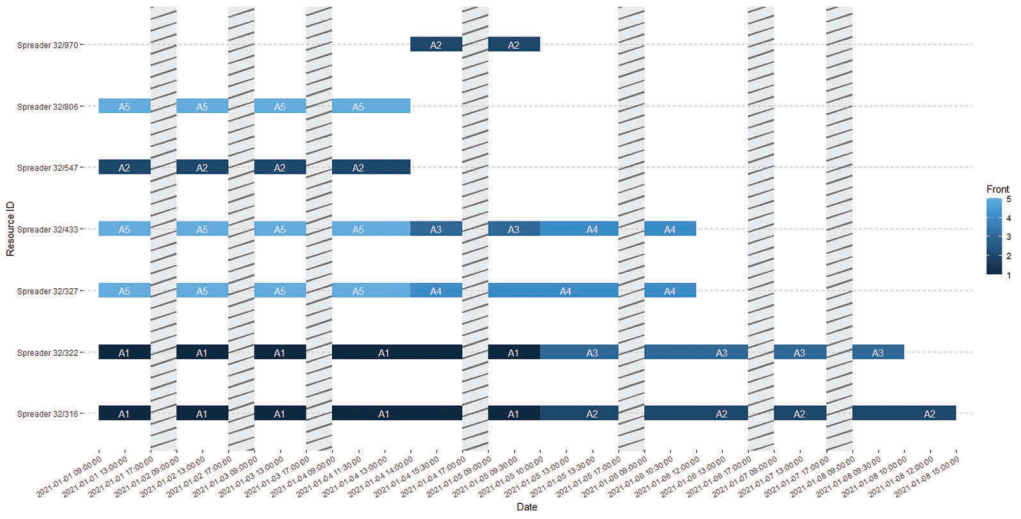 Spreader 32/970
A2 A2
Spreader 32/806
A5 A5 A5 A5
Spreader 32/547
A2 A2 A2 A2
Spreader 32/433
A5 A5 A5 A5 A3 A3 A4 A4
Spreader 32/327
A5 A5 A5 A5 A4 A4 A4
Spreader 32/322
A1 A1 A1 A1 A1 A3 A3 A3 A3
Spreader 32/316
A1 A1 A1 A1 A1 A2 A2 A2 A2
Resource ID
2021-01-01 09:00:00
2021-01-01 13:00:00
2021-01-01 17:00:00
2021-01-02 09:00:00
2021-01-02 13:00:00
2021-01-02 17:00:00
2021-01-03 09:00:00
2021-01-03 13:00:00
2021-01-03 17:00:00
2021-01-04 09:00:00
2021-01-04 11:30:00
2021-01-04 13:00:00
2021-01-04 14:00:00
2021-01-04 15:30:00
2021-01-04 17:00:00
2021-01-05 09:00:00
2021-01-05 09:30:00
2021-01-05 10:00:00
2021-01-05 13:00:00
2021-01-05 13:30:00
2021-01-05 17:00:00
2021-01-06 09:00:00
2021-01-06 10:30:00
2021-01-06 12:00:00
2021-01-06 13:00:00
2021-01-06 17:00:00
2021-01-07 09:00:00
2021-01-07 13:00:00
2021-01-07 17:00:00
2021-01-08 09:00:00
2021-01-08 09:30:00
2021-01-08 10:00:00
2021-01-08 12:00:00
2021-01-08 15:00:00
Date
Front
5
4
3
2
1